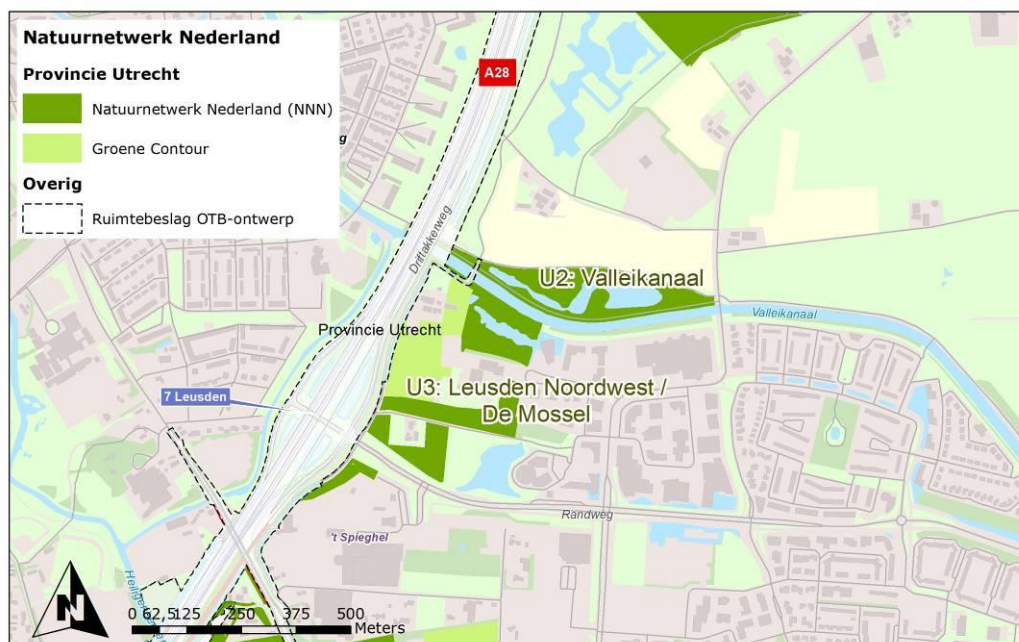 Natuurnetwerk Nederland
Provincie Utrecht
Natuurnetwerk Nederland (NNN)
Groene Contour
Overig
Ruimtebeslag OTB-ontwerp
A28
Driftakkerweg
U2: Valleikanaal
Valleikanaal
Provincie Utrecht
7 Leusden
U3: Leusden Noordwest /
De Mossel
Randweg
't Spieghel
N
0 62,5 125 250 375 500
Meters